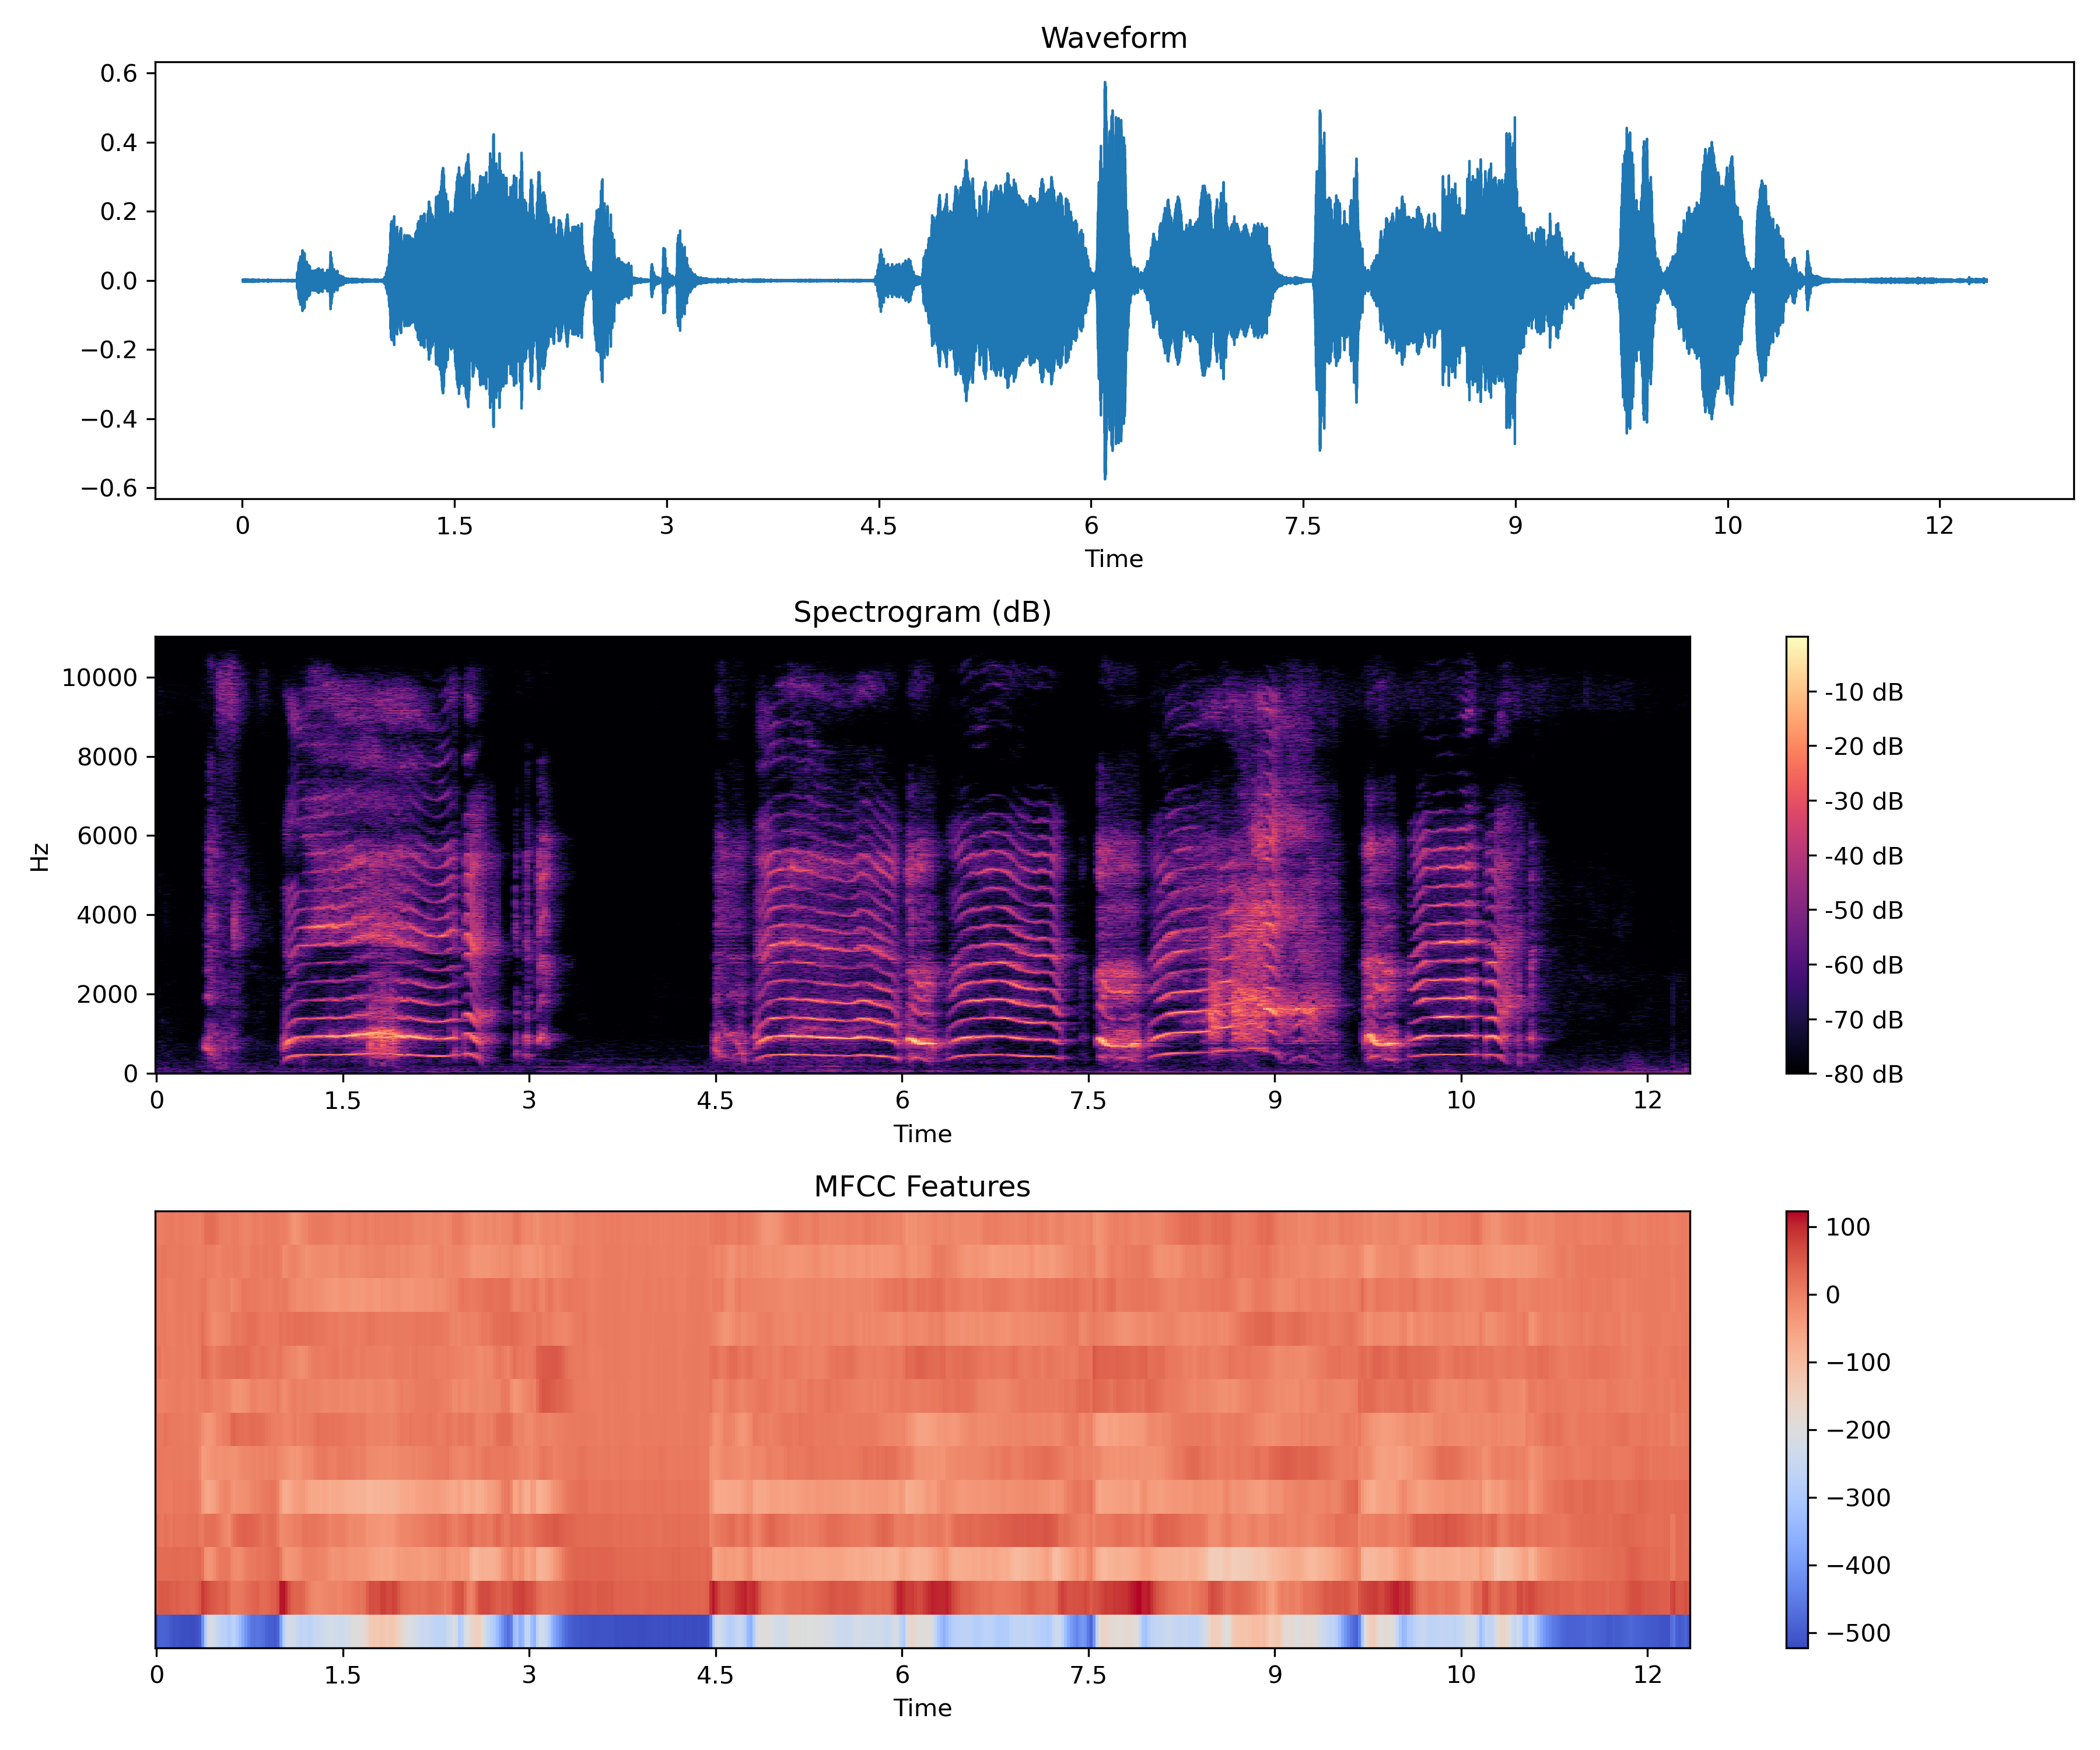 Waveform
0.6
0.4
0.2
0.0
−0.2
−0.4
−0.6
0 1.5 3 4.5 6 7.5 9 10 12
Time
Spectrogram (dB)
Hz
10000
8000
6000
4000
2000
0
0 1.5 3 4.5 6 7.5 9 10 12
Time
-10 dB
-20 dB
-30 dB
-40 dB
-50 dB
-60 dB
-70 dB
-80 dB
MFCC Features
0 1.5 3 4.5 6 7.5 9 10 12
Time
100
0
−100
−200
−300
−400
−500